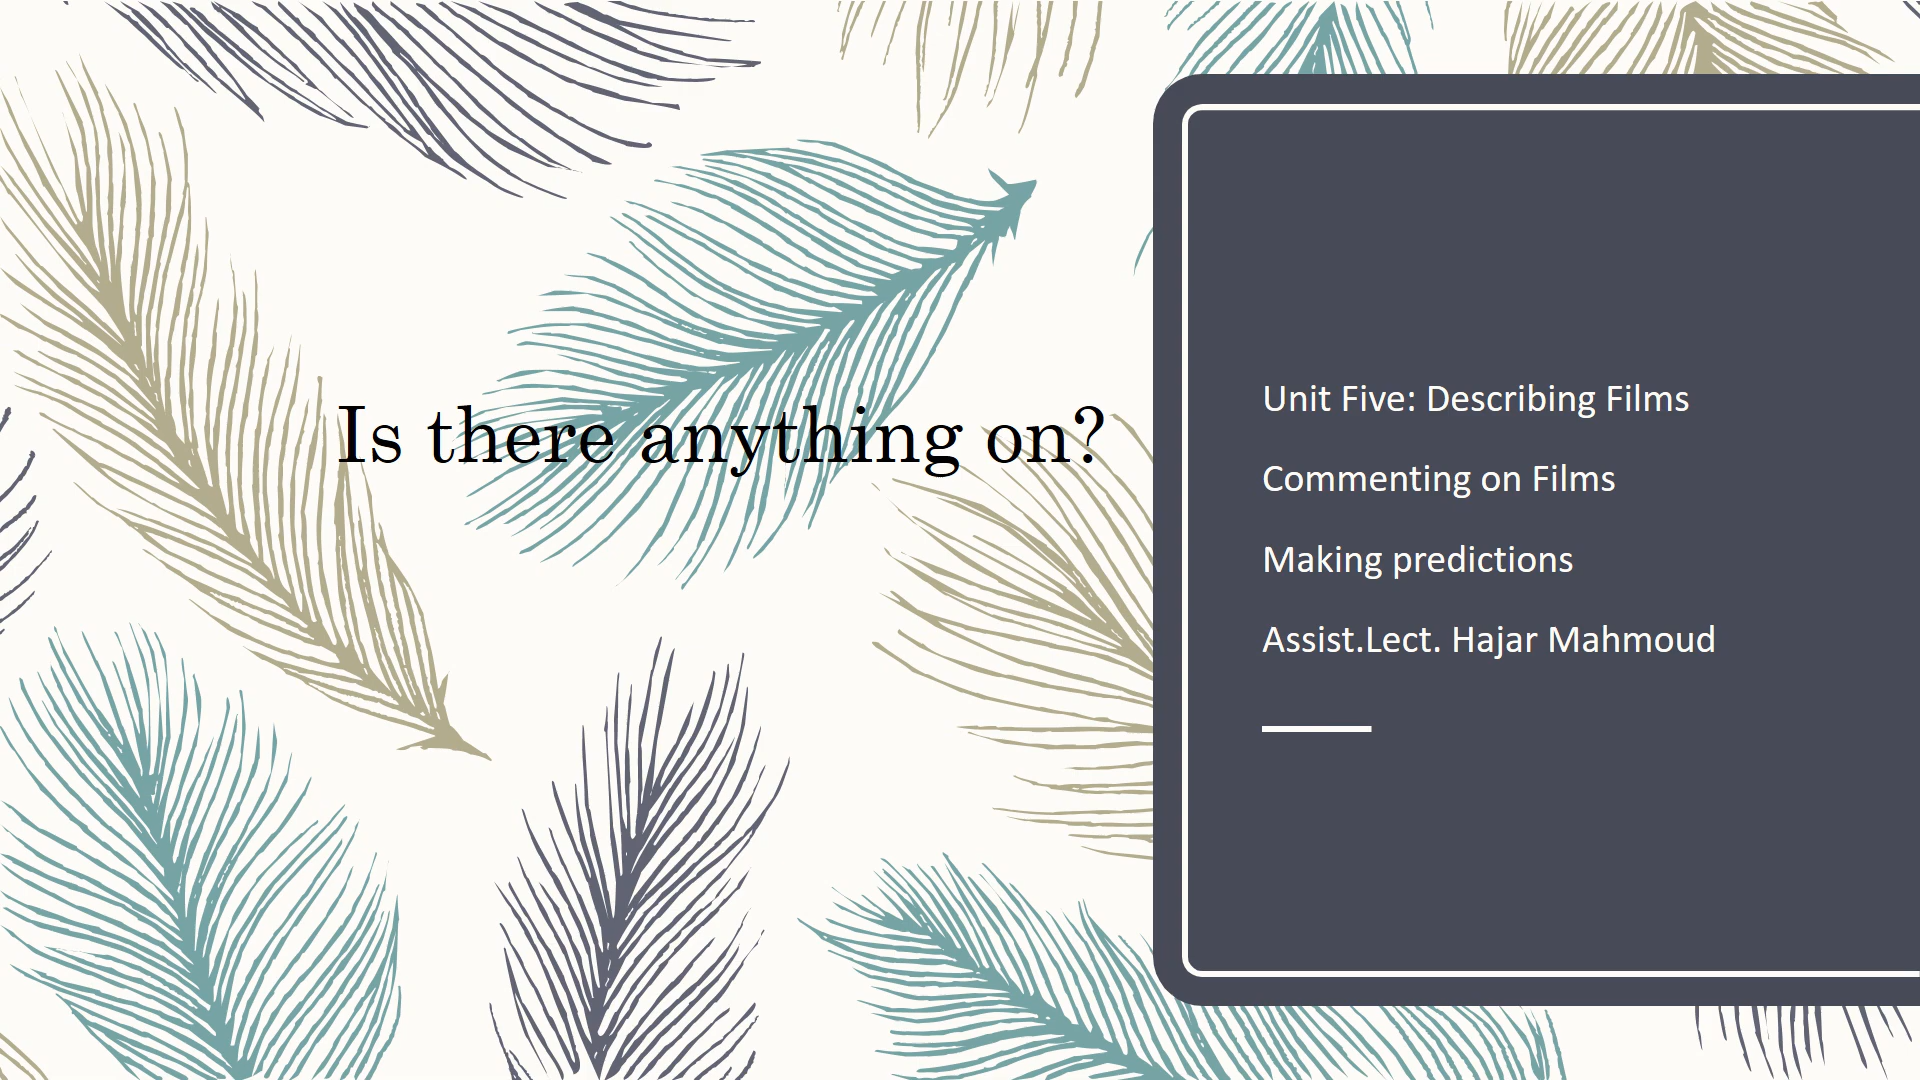 Is there anything on?
Unit Five: Describing Films
Commenting on Films
Making predictions
Assist.Lect. Hajar Mahmoud